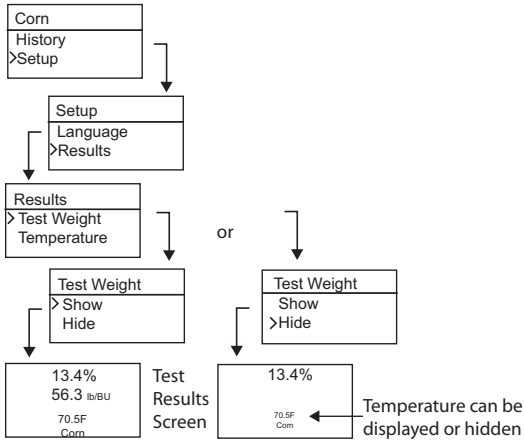 Corn
History
>Setup
Setup
Language
>Results
Results
> Test Weight
Temperature
or
Test Weight
> Show
Hide
Test Weight
Show
>Hide
13.4%
56.3 lb/BU
70.5F
Corn
Test
Results
Screen
13.4%
70.5F
Corn
Temperature can be
displayed or hidden